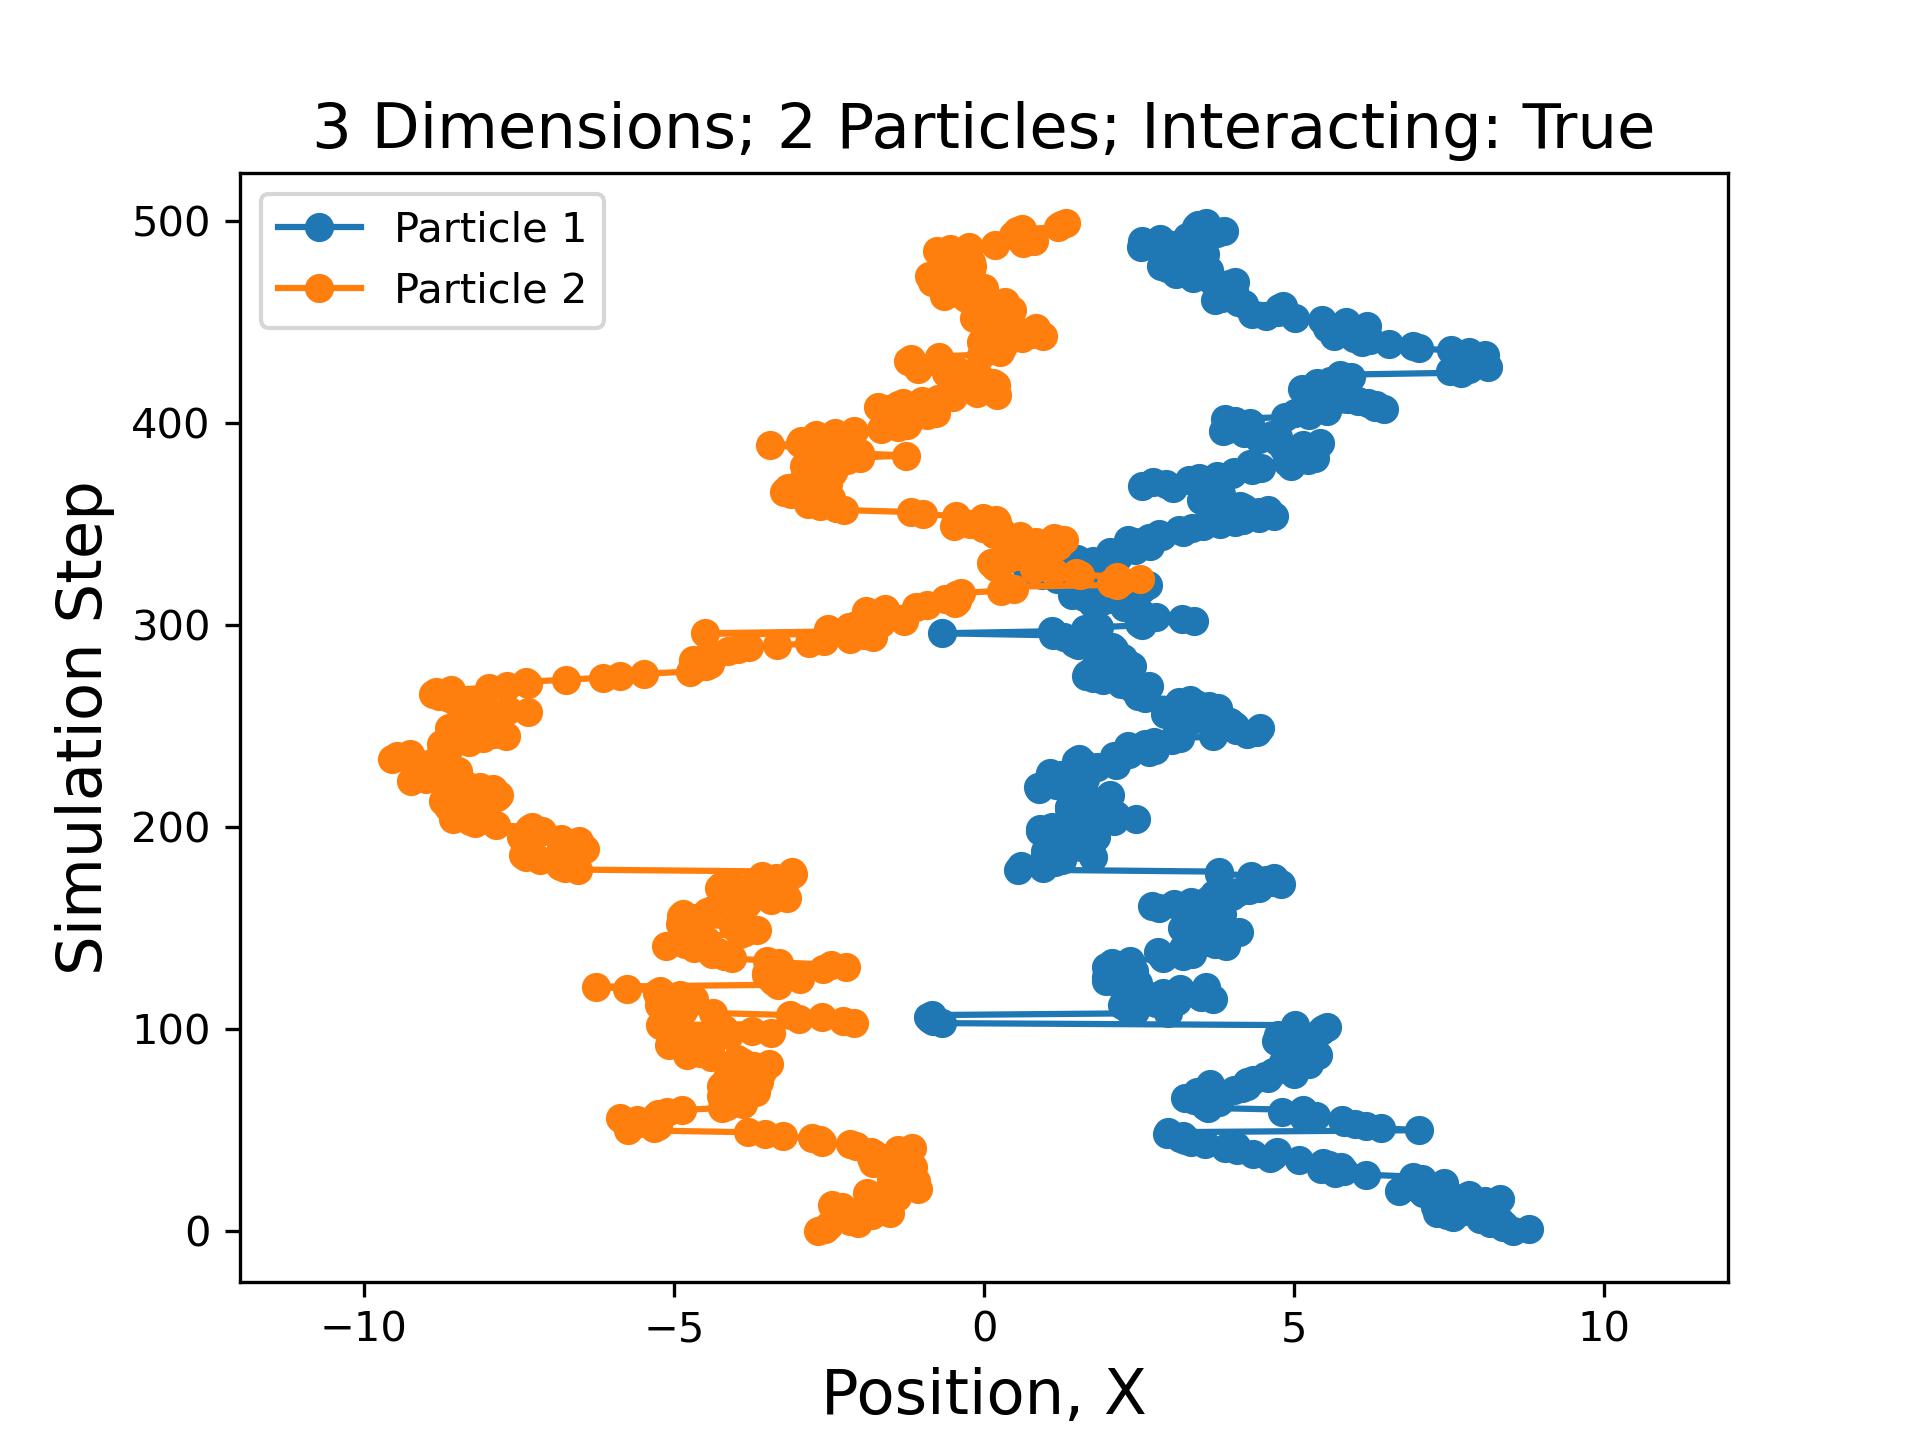 3 Dimensions; 2 Particles; Interacting: True
Particle 1
Particle 2
Simulation Step
500
400
300
200
100
0
−10
−5
0
5
10
Position, X